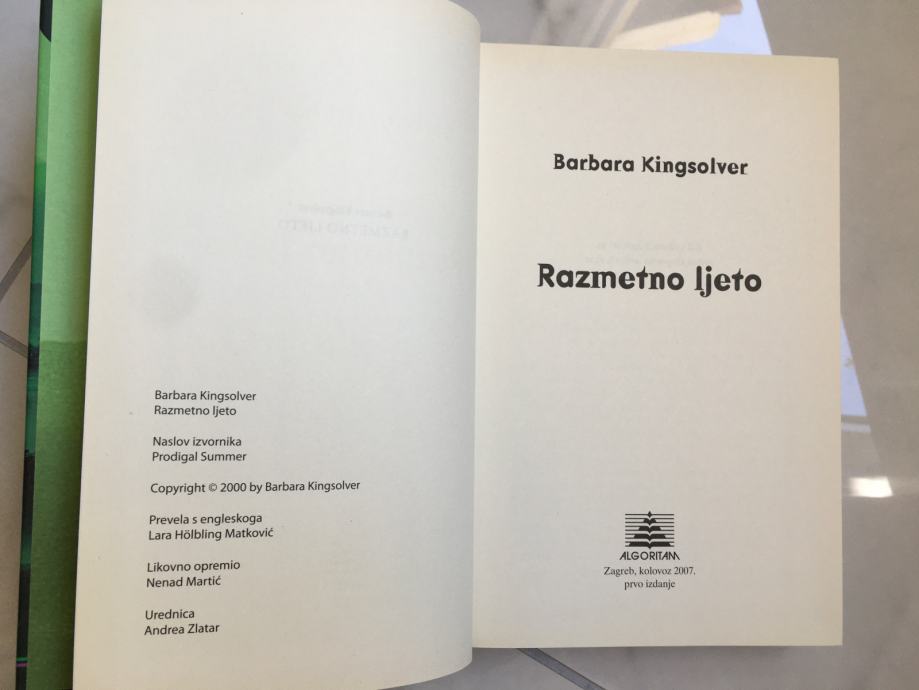 Barbara Kingsolver
Razmetno ljeto
Naslov izvornika
Prodigal Summer
Copyright © 2000 by Barbara Kingsolver
Prevela s engleskoga
Lara Hölbling Matković
Likovno opremio
Nenad Martić
Urednica
Andrea Zlatar
Barbara Kingsolver
Razmetno ljeto
ALGORITAM
Zagreb, kolovoz 2007.
prvo izdanje